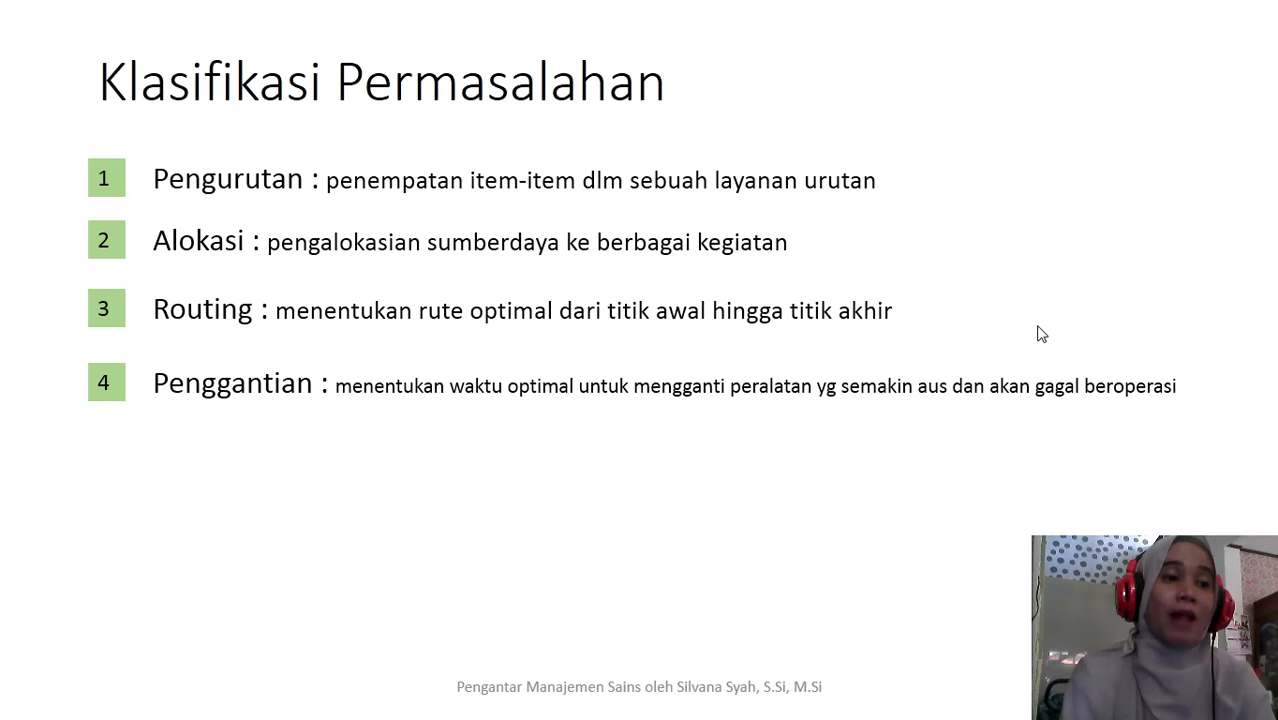 Klasifikasi Permasalahan
1 Pengurutan : penempatan item-item dlm sebuah layanan urutan
2 Alokasi : pengalokasian sumberdaya ke berbagai kegiatan
3 Routing : menentukan rute optimal dari titik awal hingga titik akhir
4 Penggantian : menentukan waktu optimal untuk mengganti peralatan yg semakin aus dan akan gagal beroperasi
Pengantar Manajemen Sains oleh Silvana Syah, S.Si, M.Si